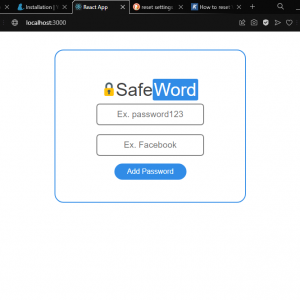 Installation |
React App
reset settings
How to reset
localhost:3000
SafeWord
Ex. password123
Ex. Facebook
Add Password